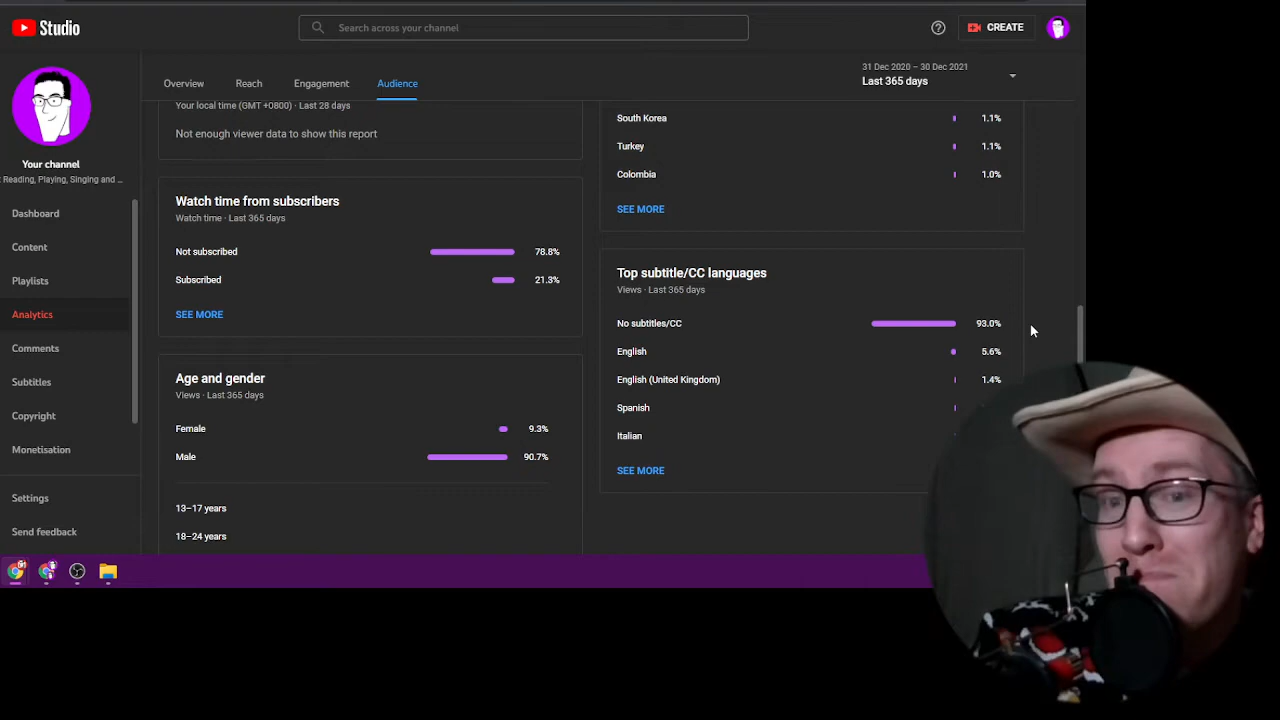 Studio
Search across your channel
CREATE
Your channel
Reading, Playing, Singing and ...
Dashboard
Content
Playlists
Analytics
Comments
Subtitles
Copyright
Monetisation
Settings
Send feedback
Overview
Reach
Engagement
Audience
31 Dec 2020 – 30 Dec 2021
Last 365 days
Your local time (GMT +0800) · Last 28 days
Not enough viewer data to show this report
Watch time from subscribers
Watch time · Last 365 days
Not subscribed 78.8%
Subscribed 21.3%
SEE MORE
Age and gender
Views · Last 365 days
Female 9.3%
Male 90.7%
13–17 years
18–24 years
South Korea 1.1%
Turkey 1.1%
Colombia 1.0%
SEE MORE
Top subtitle/CC languages
Views · Last 365 days
No subtitles/CC 93.0%
English 5.6%
English (United Kingdom) 1.4%
Spanish
Italian
SEE MORE